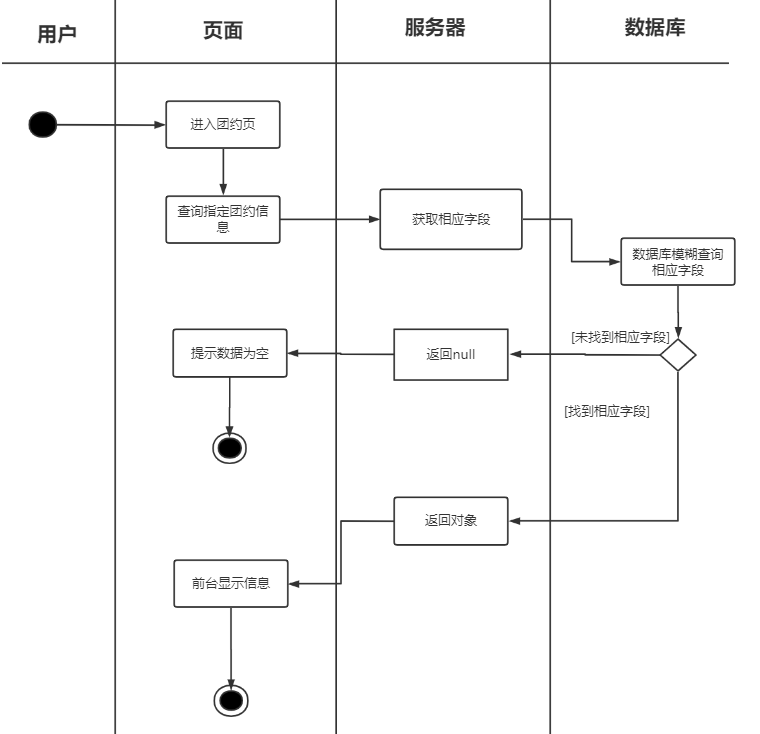 用户
页面
服务器
数据库
进入团约页
查询指定团约信
息
获取相应字段
数据库模糊查询
相应字段
[未找到相应字段]
返回null
提示数据为空
[找到相应字段]
返回对象
前台显示信息